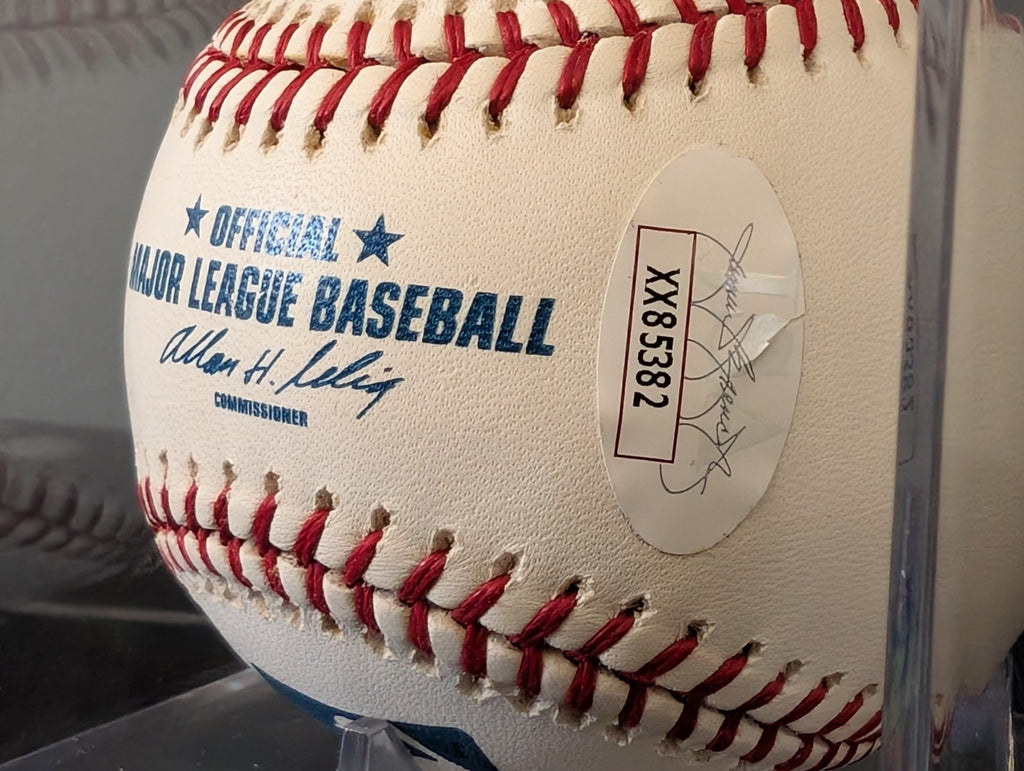 ★ OFFICIAL ★
MAJOR LEAGUE BASEBALL
Allan H. Selig
COMMISSIONER
XX85382